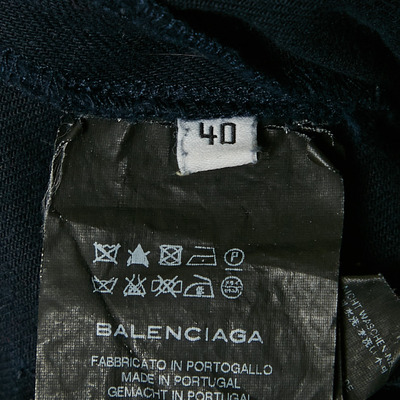 40
P
BALENCIAGA
FABBRICATO IN PORTOGALLO
MADE IN PORTUGAL
GEMACHT IN PORTUGAL